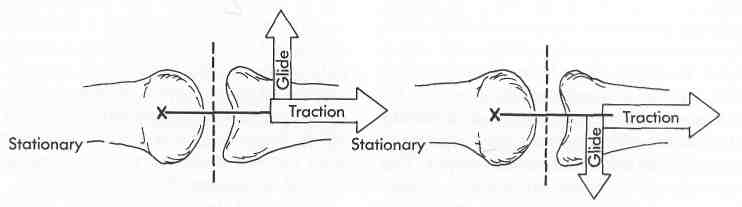 Glide
Traction
Stationary
X
Traction
Glide
Stationary
X